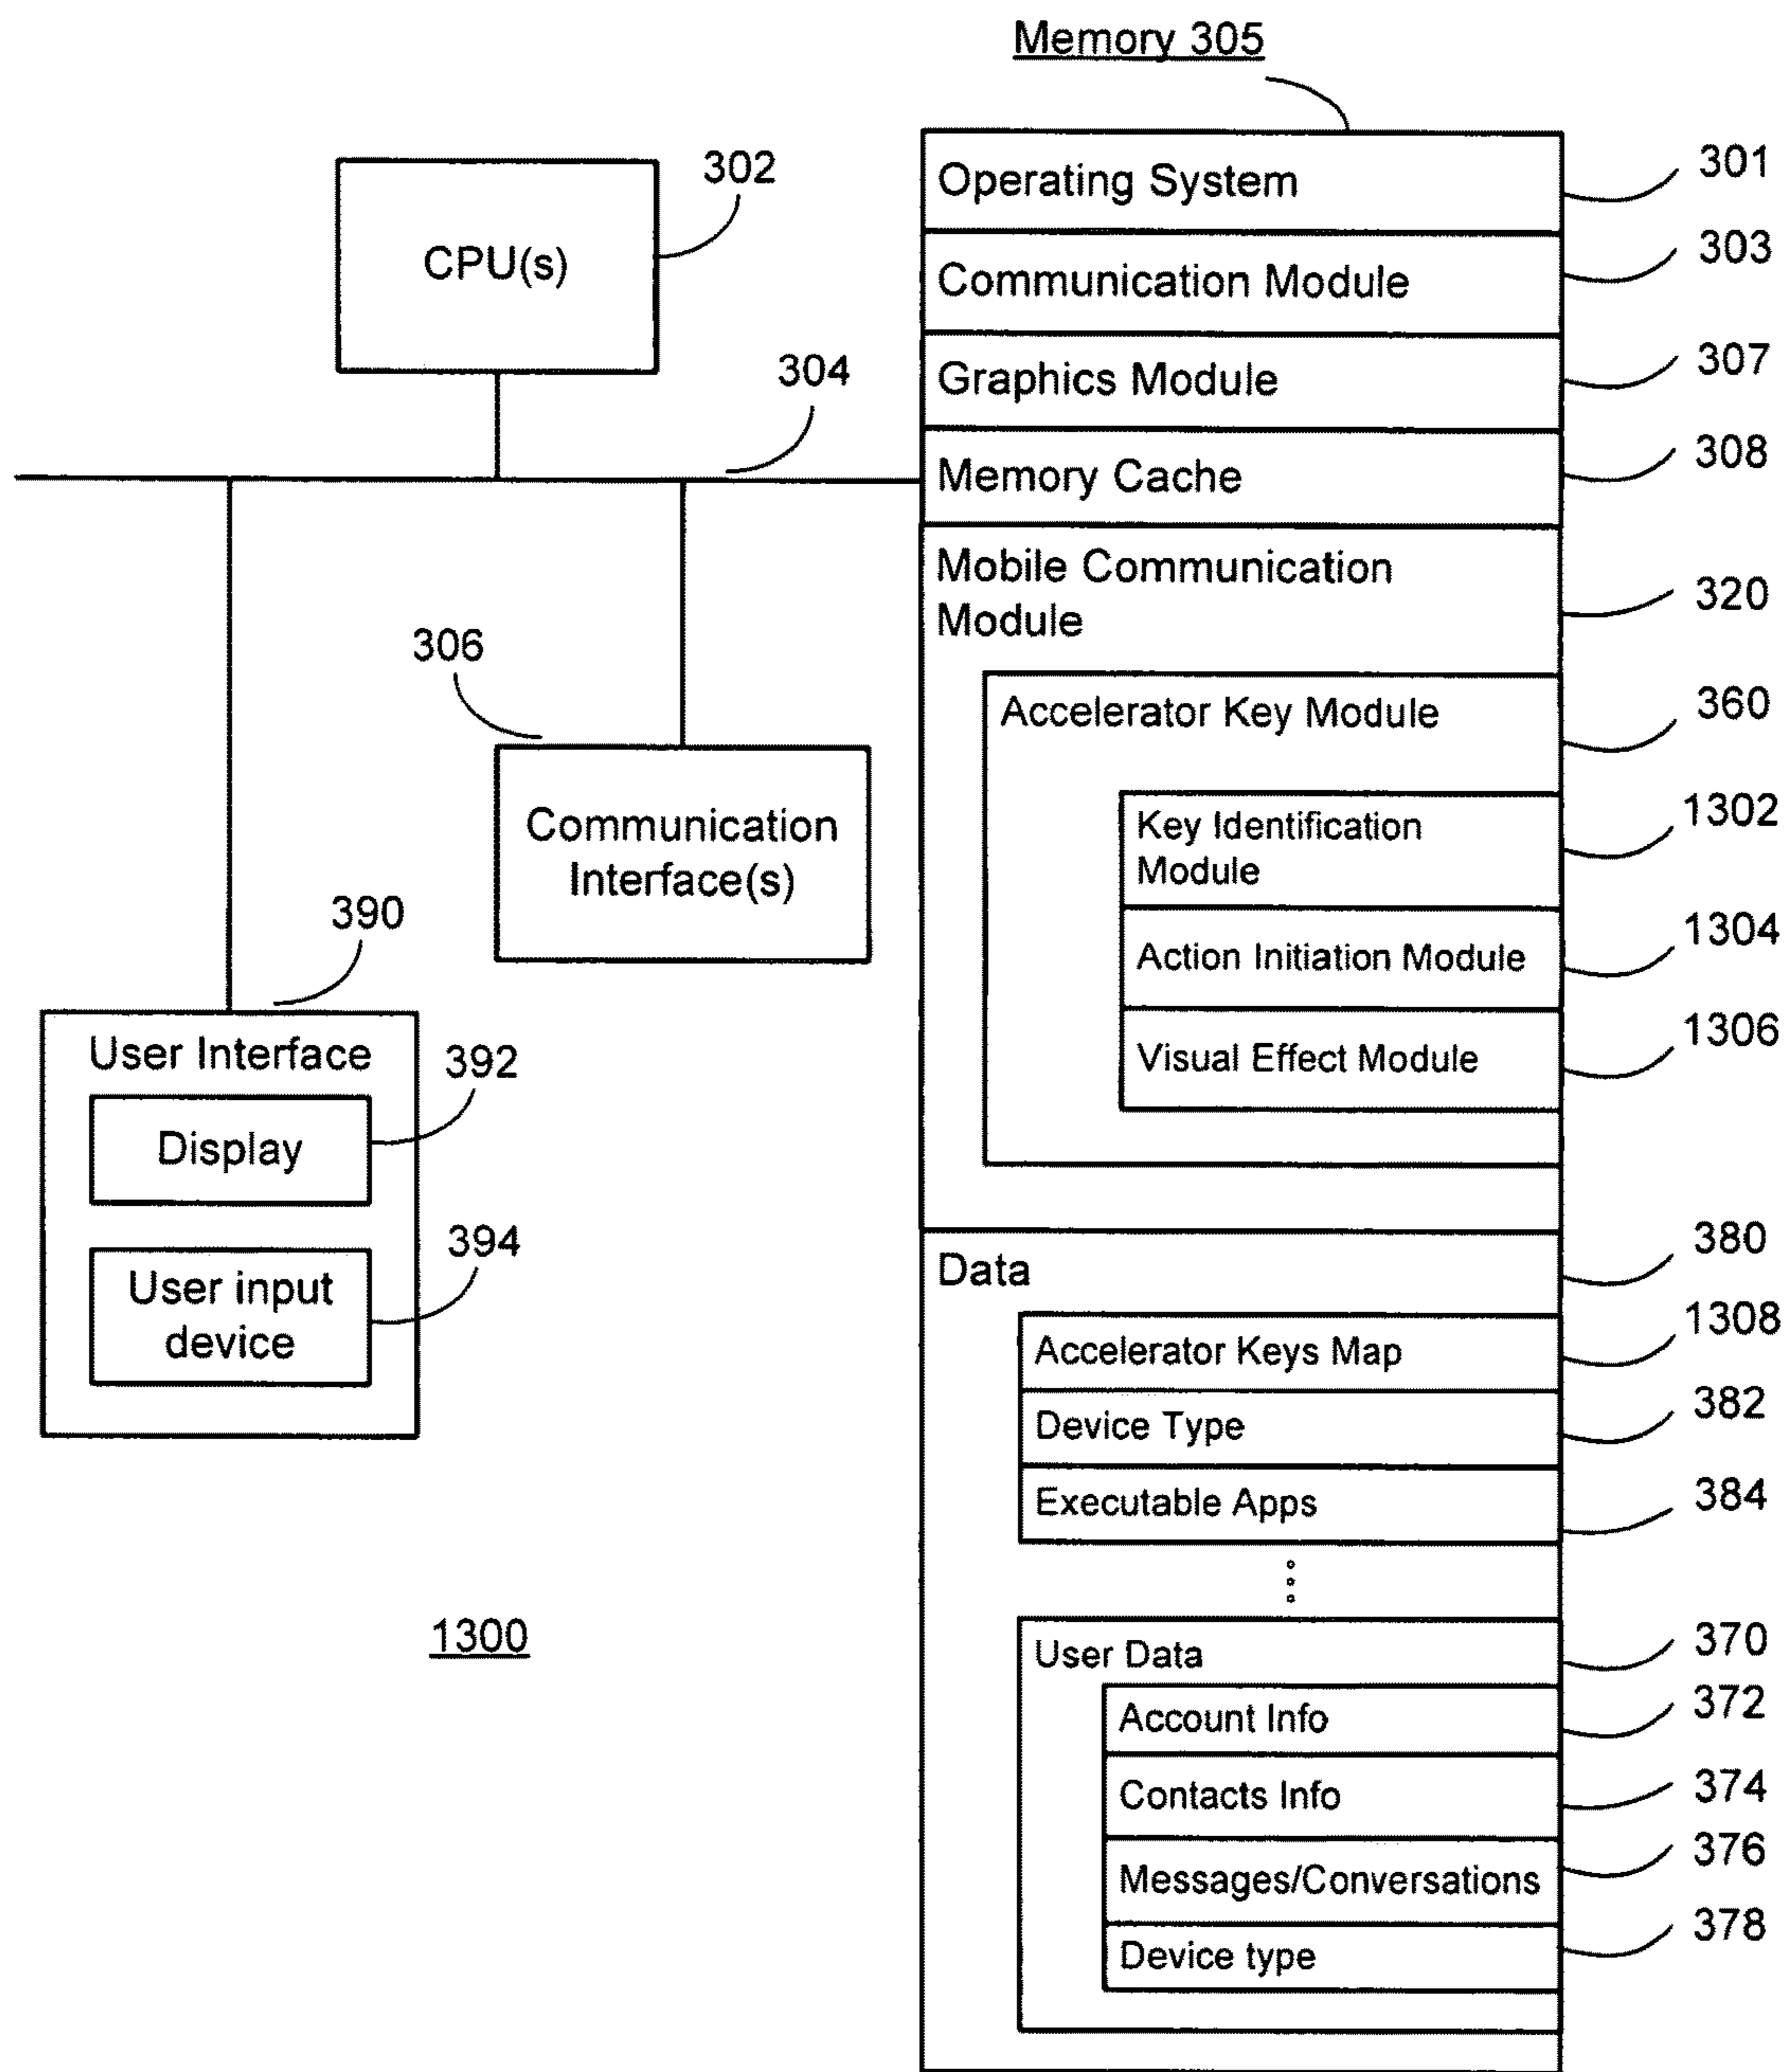 Memory 305
302
CPU(s)
304
306
Communication
Interface(s)
390
User Interface
392
Display
394
User input
device
1300
Operating System
301
Communication Module
303
Graphics Module
307
Memory Cache
308
Mobile Communication
Module
320
Accelerator Key Module
360
Key Identification
Module
1302
Action Initiation Module
1304
Visual Effect Module
1306
Data
380
Accelerator Keys Map
1308
Device Type
382
Executable Apps
384
User Data
370
Account Info
372
Contacts Info
374
Messages/Conversations
376
Device type
378